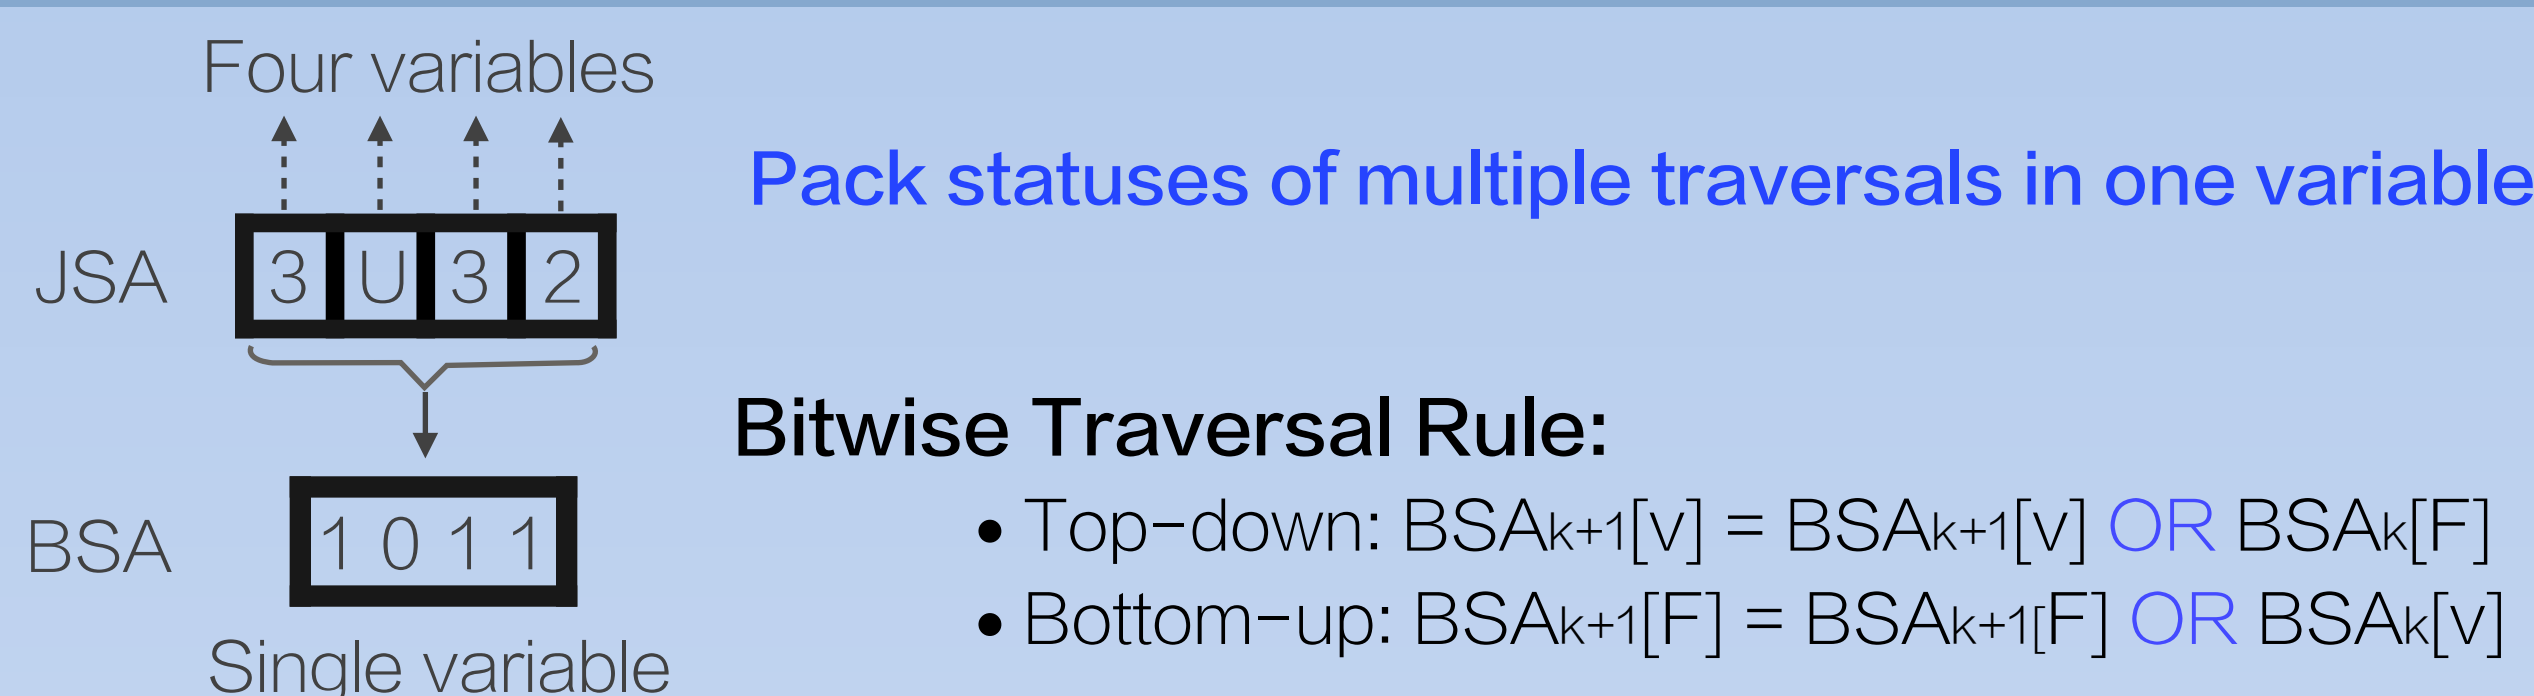 Four variables
Pack statuses of multiple traversals in one variable
JSA 3 U 3 2
Bitwise Traversal Rule:
BSA 1 0 1 1
• Top-down: BSAk+1[v] = BSAk+1[v] OR BSAk[F]
• Bottom-up: BSAk+1[F] = BSAk+1[F] OR BSAk[v]
Single variable